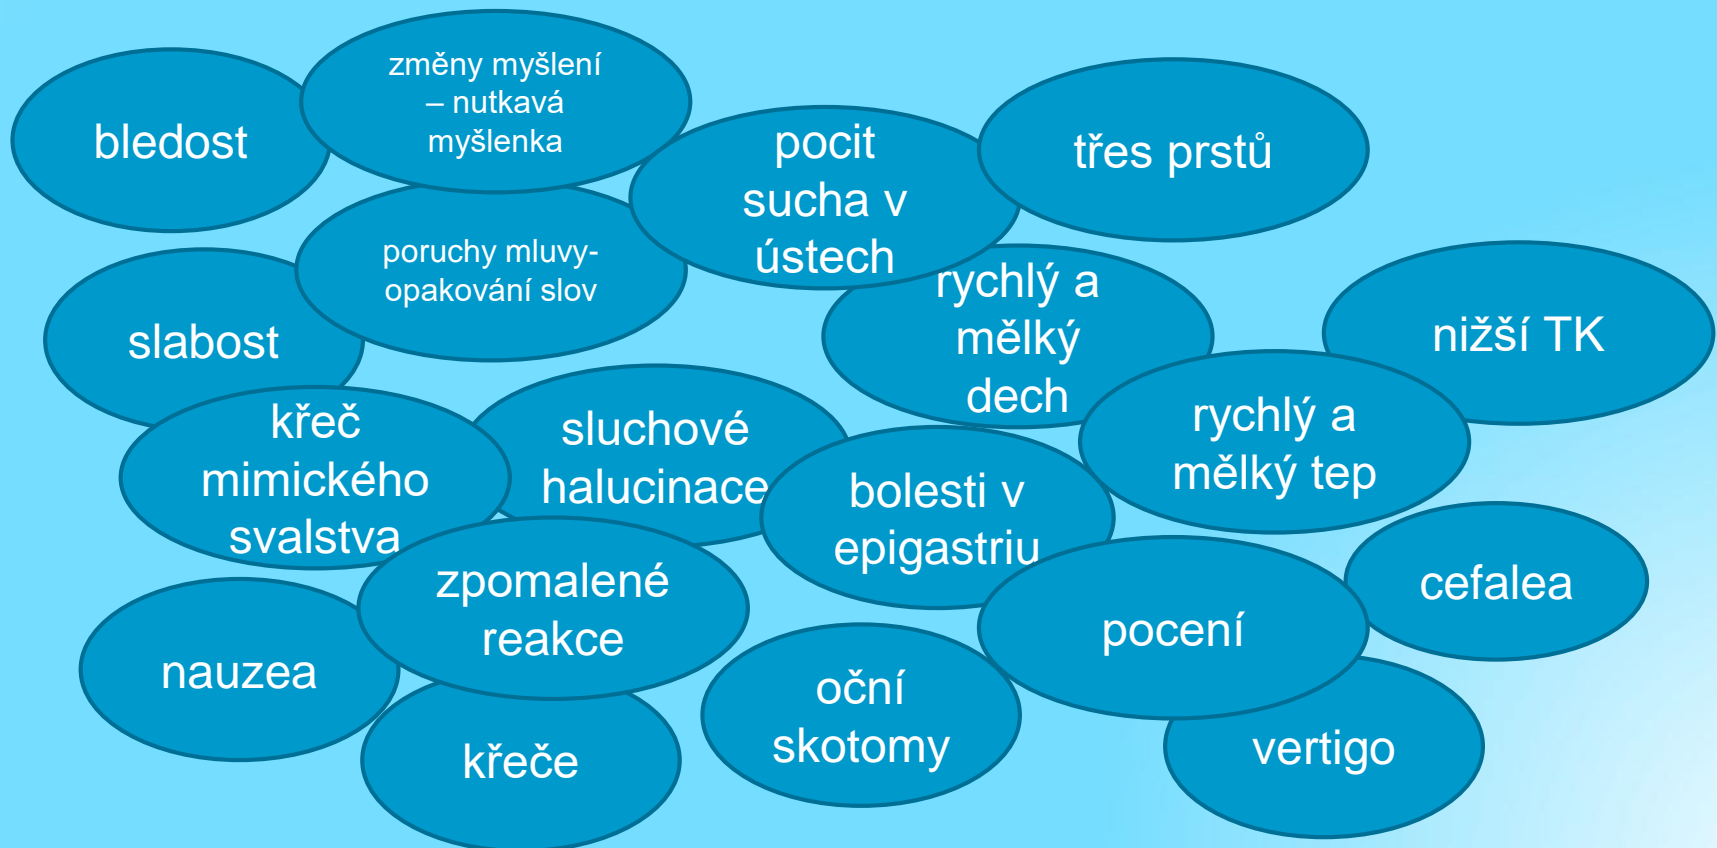 bledost
změny myšlení
– nutkavá
myšlenka
pocit
sucha v
ústech
třes prstů
slabost
poruchy mluvy-
opakování slov
rychlý a
mělký
dech
nižší TK
křeč
mimického
svalstva
sluchové
halucinace
bolesti v
epigastriu
rychlý a
mělký tep
cefalea
nauzea
zpomalené
reakce
křeče
oční
skotomy
pocení
vertigo